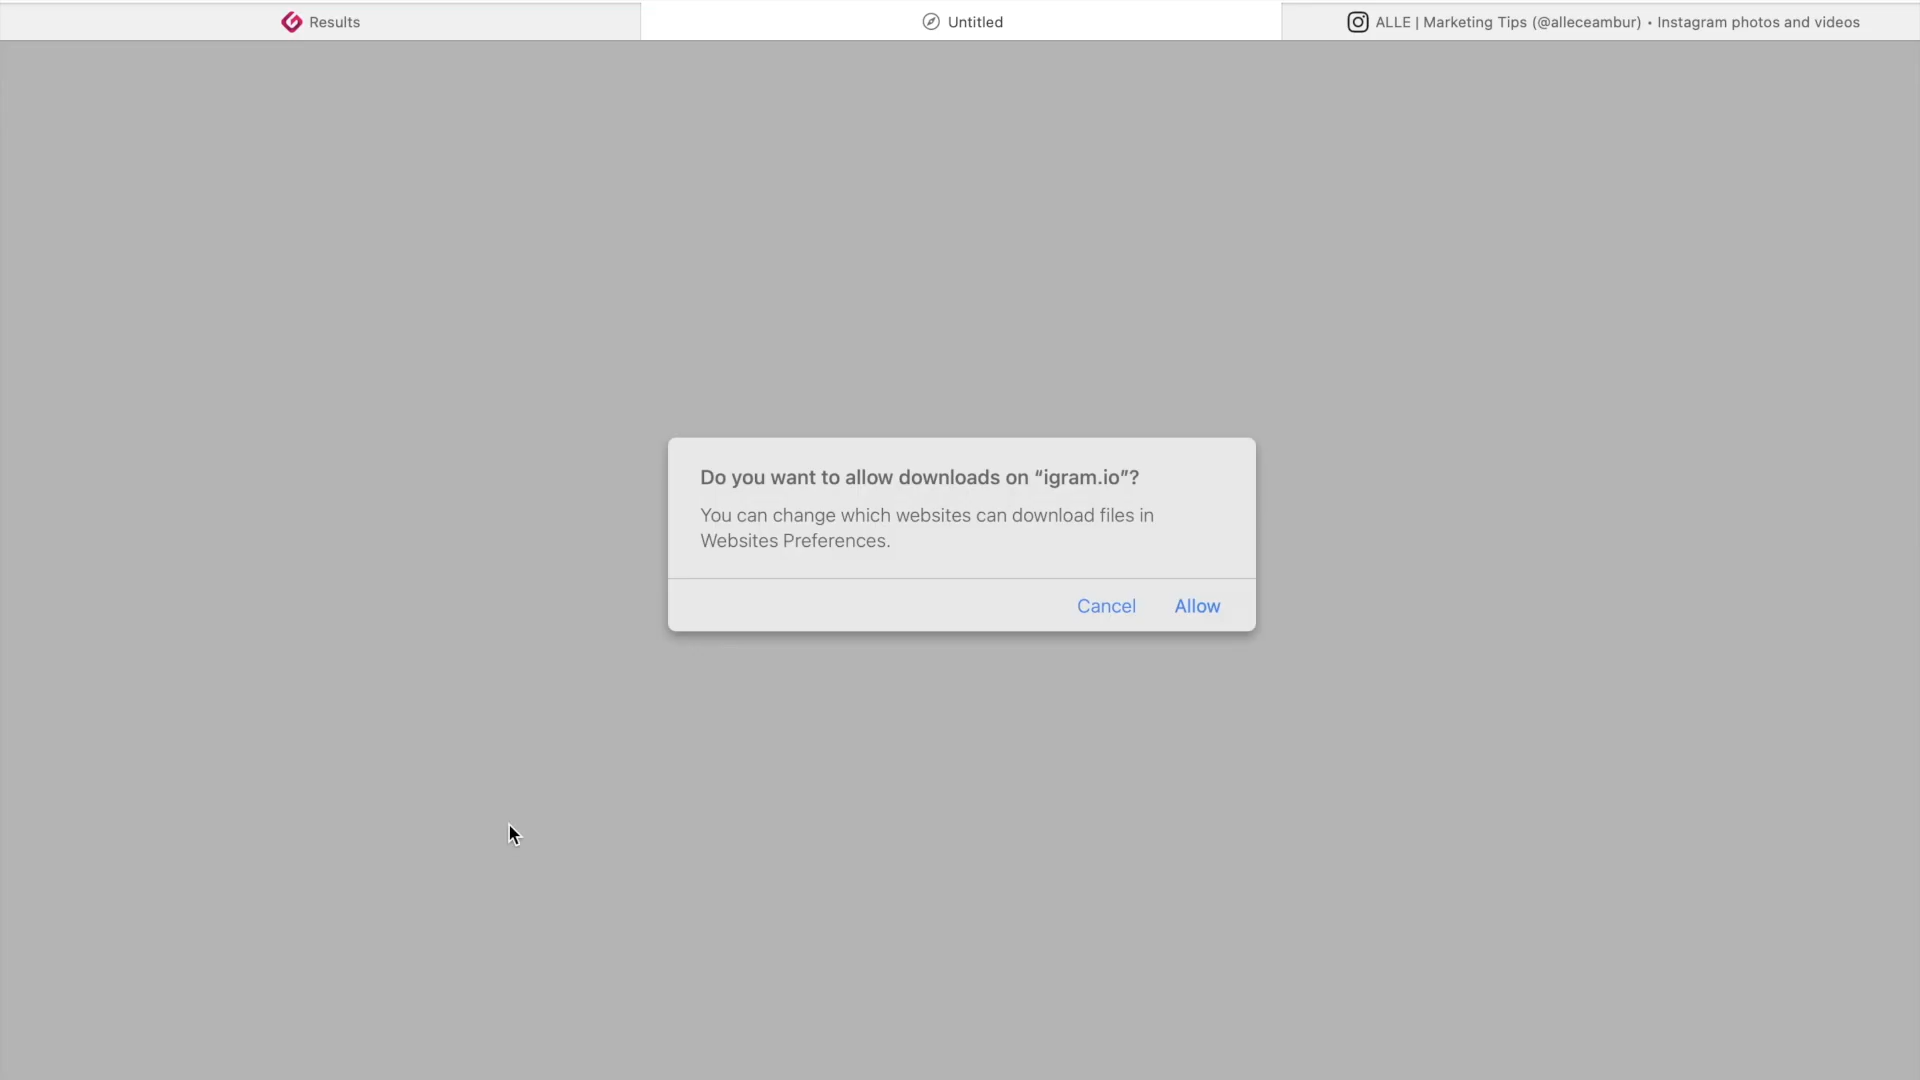 Results
Untitled
ALLE | Marketing Tips (@alleceambur) • Instagram photos and videos
Do you want to allow downloads on “igram.io”?
You can change which websites can download files in
Websites Preferences.
Cancel
Allow